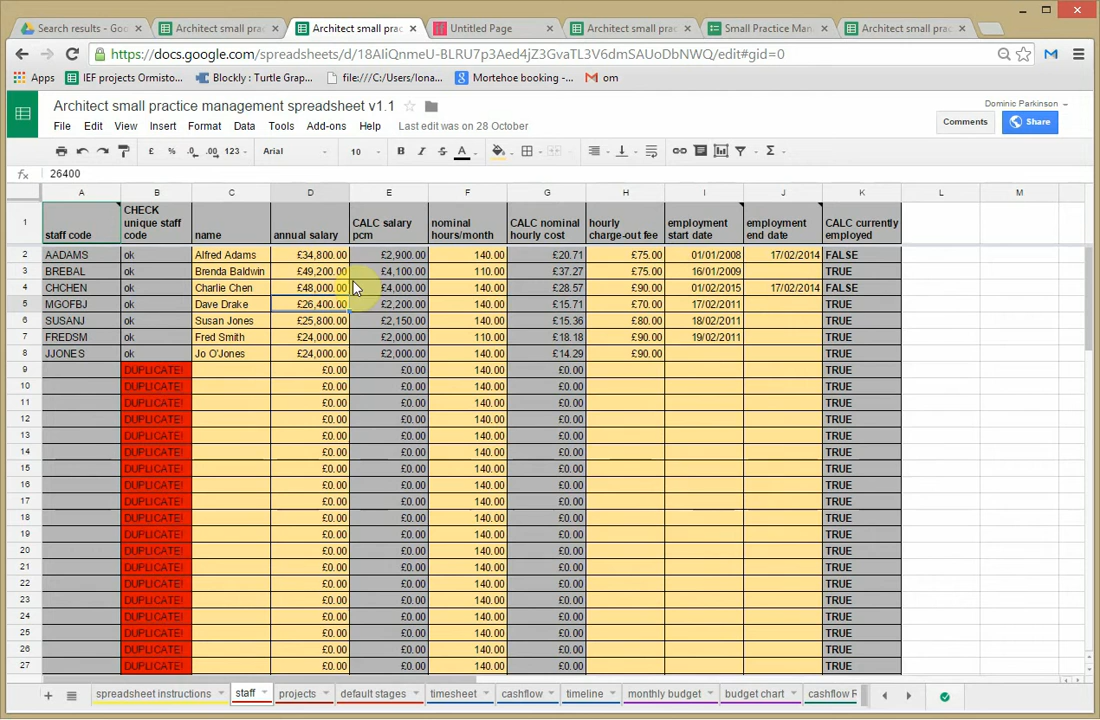 Search results - Goo
Architect small prac
Architect small prac
Untitled Page
Architect small prac
Small Practice Man
Architect small prac
https://docs.google.com/spreadsheets/d/18AliQnmeU-BLRU7p3Aed4jZ3GvaTL3V6dmSAUoDbNWQ/edit#gid=0
Apps
IEF projects Ormisto...
Blockly : Turtle Grap...
file:///C:/Users/Iona...
Mortehoe booking -...
om
Architect small practice management spreadsheet v1.1
Dominic Parkinson
File Edit View Insert Format Data Tools Add-ons Help Last edit was on 28 October
Comments
Share
£ % .0 .00 123 Arial 10 B I S A Σ
fx 26400
A B C D E F G H I J K L M
1 staff code CHECK unique staff code name annual salary CALC salary pcm nominal hours/month CALC nominal hourly cost hourly charge-out fee employment start date employment end date CALC currently employed
2 AADAMS ok Alfred Adams £34,800.00 £2,900.00 140.00 £20.71 £75.00 01/01/2008 17/02/2014 FALSE
3 BREBAL ok Brenda Baldwin £49,200.00 £4,100.00 110.00 £37.27 £75.00 16/01/2009 TRUE
4 CHCHEN ok Charlie Chen £48,000.00 £4,000.00 140.00 £28.57 £90.00 01/02/2015 17/02/2014 FALSE
5 MGOFBJ ok Dave Drake £26,400.00 £2,200.00 140.00 £15.71 £70.00 17/02/2011 TRUE
6 SUSANJ ok Susan Jones £25,800.00 £2,150.00 140.00 £15.36 £80.00 18/02/2011 TRUE
7 FREDSM ok Fred Smith £24,000.00 £2,000.00 110.00 £18.18 £90.00 19/02/2011 TRUE
8 JJONES ok Jo O'Jones £24,000.00 £2,000.00 140.00 £14.29 £90.00 TRUE
9 DUPLICATE! £0.00 £0.00 140.00 £0.00 TRUE
10 DUPLICATE! £0.00 £0.00 140.00 £0.00 TRUE
11 DUPLICATE! £0.00 £0.00 140.00 £0.00 TRUE
12 DUPLICATE! £0.00 £0.00 140.00 £0.00 TRUE
13 DUPLICATE! £0.00 £0.00 140.00 £0.00 TRUE
14 DUPLICATE! £0.00 £0.00 140.00 £0.00 TRUE
15 DUPLICATE! £0.00 £0.00 140.00 £0.00 TRUE
16 DUPLICATE! £0.00 £0.00 140.00 £0.00 TRUE
17 DUPLICATE! £0.00 £0.00 140.00 £0.00 TRUE
18 DUPLICATE! £0.00 £0.00 140.00 £0.00 TRUE
19 DUPLICATE! £0.00 £0.00 140.00 £0.00 TRUE
20 DUPLICATE! £0.00 £0.00 140.00 £0.00 TRUE
21 DUPLICATE! £0.00 £0.00 140.00 £0.00 TRUE
22 DUPLICATE! £0.00 £0.00 140.00 £0.00 TRUE
23 DUPLICATE! £0.00 £0.00 140.00 £0.00 TRUE
24 DUPLICATE! £0.00 £0.00 140.00 £0.00 TRUE
25 DUPLICATE! £0.00 £0.00 140.00 £0.00 TRUE
26 DUPLICATE! £0.00 £0.00 140.00 £0.00 TRUE
27 DUPLICATE! £0.00 £0.00 140.00 £0.00 TRUE
spreadsheet instructions staff projects default stages timesheet cashflow timeline monthly budget budget chart cashflow F